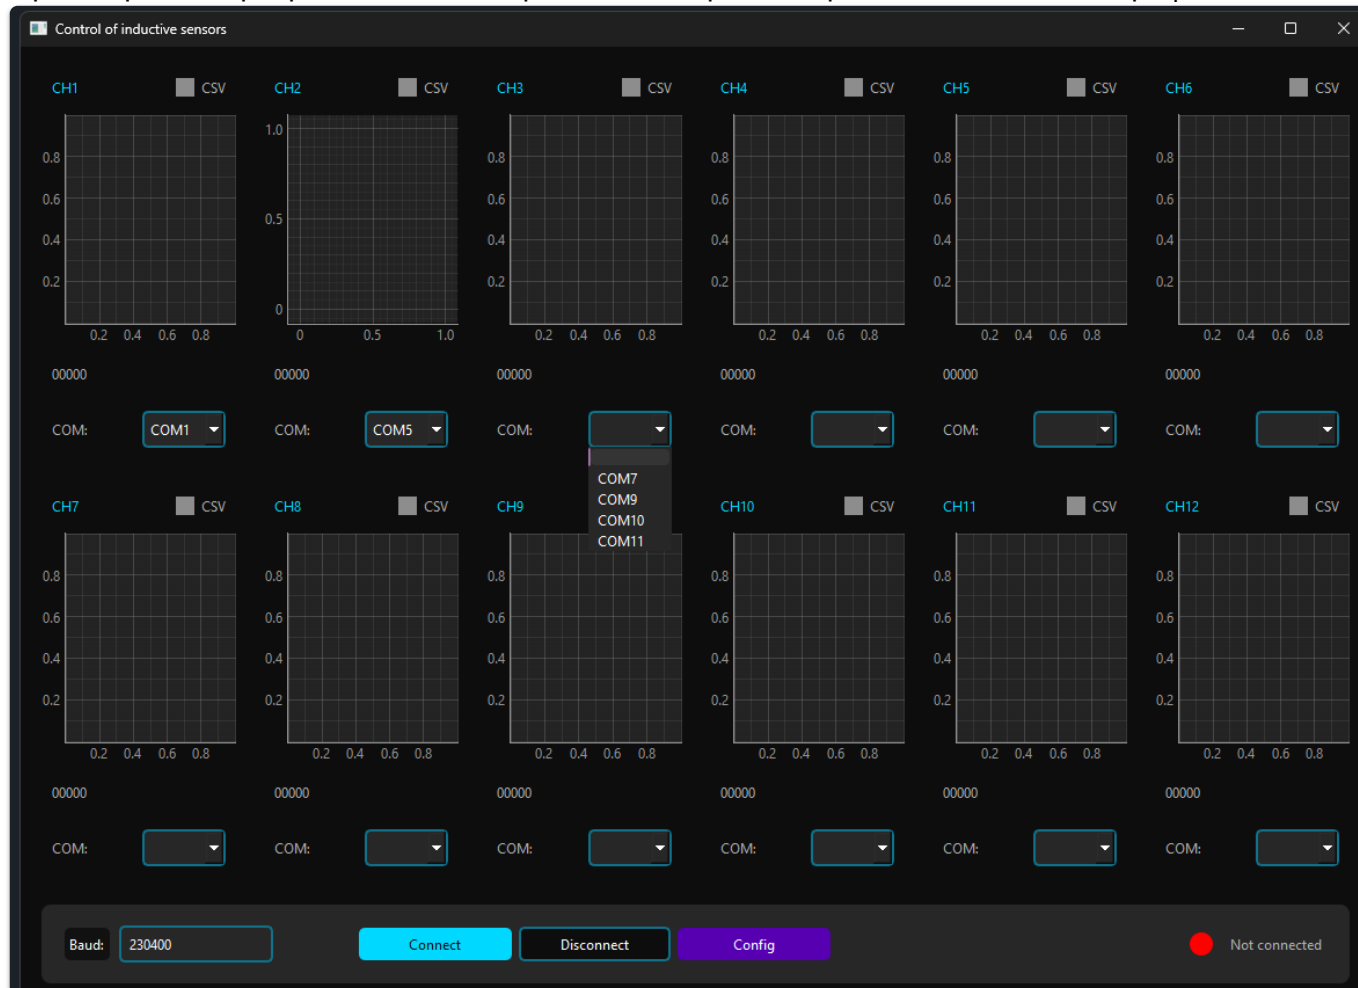 Control of inductive sensors
CH1 CSV CH2 CSV CH3 CSV CH4 CSV CH5 CSV CH6 CSV
1.0
0.8 0.8 0.8 0.8 0.8
0.6 0.6 0.6 0.6 0.6
0.5
0.4 0.4 0.4 0.4 0.4
0.2 0.2 0.2 0.2 0.2
0
0.2 0.4 0.6 0.8 0 0.5 1.0 0.2 0.4 0.6 0.8 0.2 0.4 0.6 0.8 0.2 0.4 0.6 0.8 0.2 0.4 0.6 0.8
00000 00000 00000 00000 00000 00000
COM: COM1 COM: COM5 COM: COM: COM: COM:
COM7
COM9
COM10
COM11
CH7 CSV CH8 CSV CH9 CH10 CSV CH11 CSV CH12 CSV
0.8 0.8 0.8 0.8 0.8 0.8
0.6 0.6 0.6 0.6 0.6 0.6
0.4 0.4 0.4 0.4 0.4 0.4
0.2 0.2 0.2 0.2 0.2 0.2
0.2 0.4 0.6 0.8 0.2 0.4 0.6 0.8 0.2 0.4 0.6 0.8 0.2 0.4 0.6 0.8 0.2 0.4 0.6 0.8 0.2 0.4 0.6 0.8
00000 00000 00000 00000 00000 00000
COM: COM: COM: COM: COM: COM:
Baud: 230400 Connect Disconnect Config Not connected